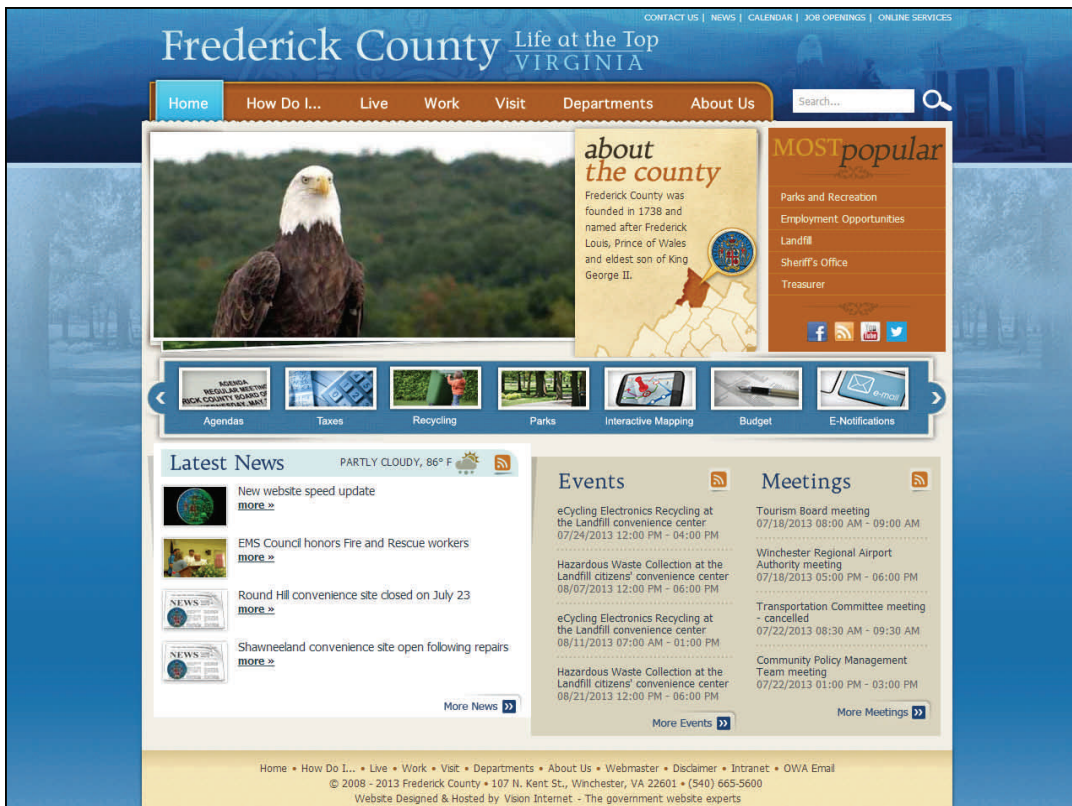 CONTACT US | NEWS | CALENDAR | JOB OPENINGS | ONLINE SERVICES
Frederick County Life at the Top
VIRGINIA
Home How Do I... Live Work Visit Departments About Us
Search...
about
the county
Frederick County was
founded in 1738 and
named after Frederick
Louis, Prince of Wales
and eldest son of King
George II.
MOST popular
Parks and Recreation
Employment Opportunities
Landfill
Sheriff's Office
Treasurer
AGENDA
REGULAR MEETING
RICK COUNTY BOARD OF
e-mail
Agendas Taxes Recycling Parks Interactive Mapping Budget E-Notifications
Latest News PARTLY CLOUDY, 86° F
New website speed update
more »
EMS Council honors Fire and Rescue workers
more »
NEWS
Round Hill convenience site closed on July 23
more »
NEWS
Shawneeland convenience site open following repairs
more »
More News
Events
eCycling Electronics Recycling at
the Landfill convenience center
07/24/2013 12:00 PM - 04:00 PM
Hazardous Waste Collection at the
Landfill citizens' convenience center
08/07/2013 12:00 PM - 06:00 PM
eCycling Electronics Recycling at
the Landfill convenience center
08/11/2013 07:00 AM - 01:00 PM
Hazardous Waste Collection at the
Landfill citizens' convenience center
08/21/2013 12:00 PM - 06:00 PM
More Events
Meetings
Tourism Board meeting
07/18/2013 08:00 AM - 09:00 AM
Winchester Regional Airport
Authority meeting
07/18/2013 05:00 PM - 06:00 PM
Transportation Committee meeting
- cancelled
07/22/2013 08:30 AM - 09:30 AM
Community Policy Management
Team meeting
07/22/2013 01:00 PM - 03:00 PM
More Meetings
Home • How Do I... • Live • Work • Visit • Departments • About Us • Webmaster • Disclaimer • Intranet • OWA Email
© 2008 - 2013 Frederick County • 107 N. Kent St., Winchester, VA 22601 • (540) 665-5600
Website Designed & Hosted by Vision Internet - The government website experts